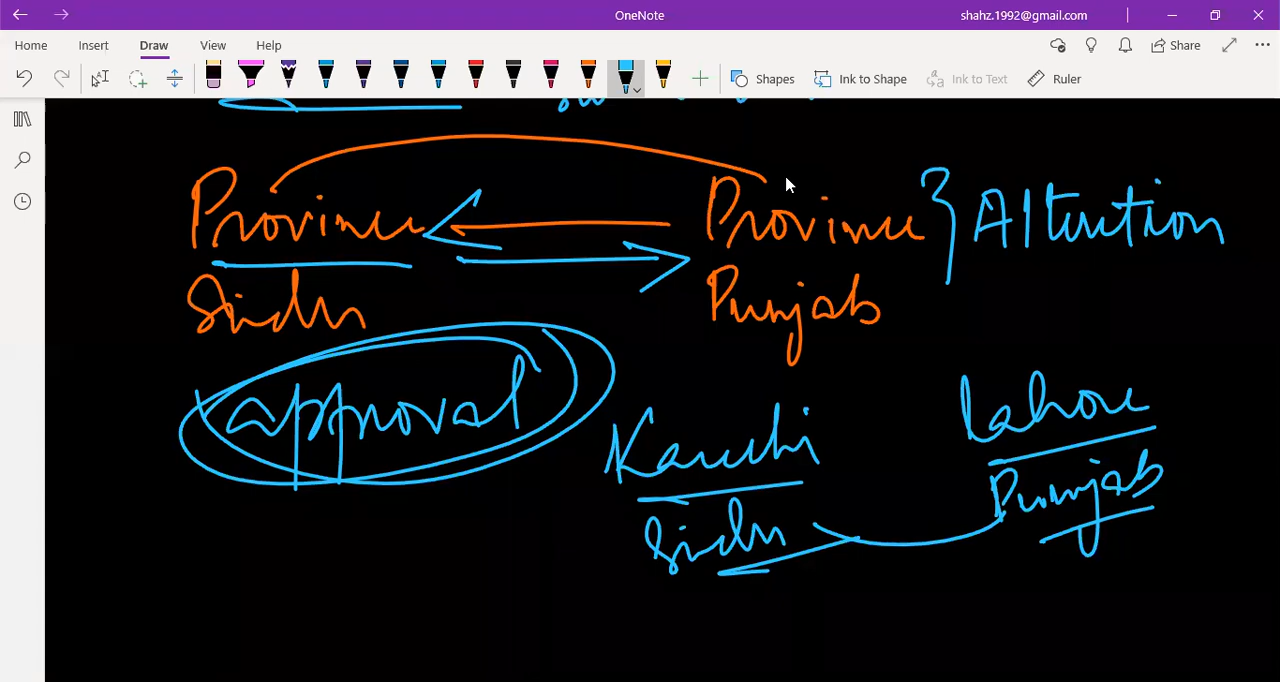 OneNote
shahz.1992@gmail.com
Home Insert Draw View Help
Share
Shapes
Ink to Shape
Ink to Text
Ruler
Province Province } Altertion
Sindh Punjab
approval
Karachi Lahore
Sindh Punjab